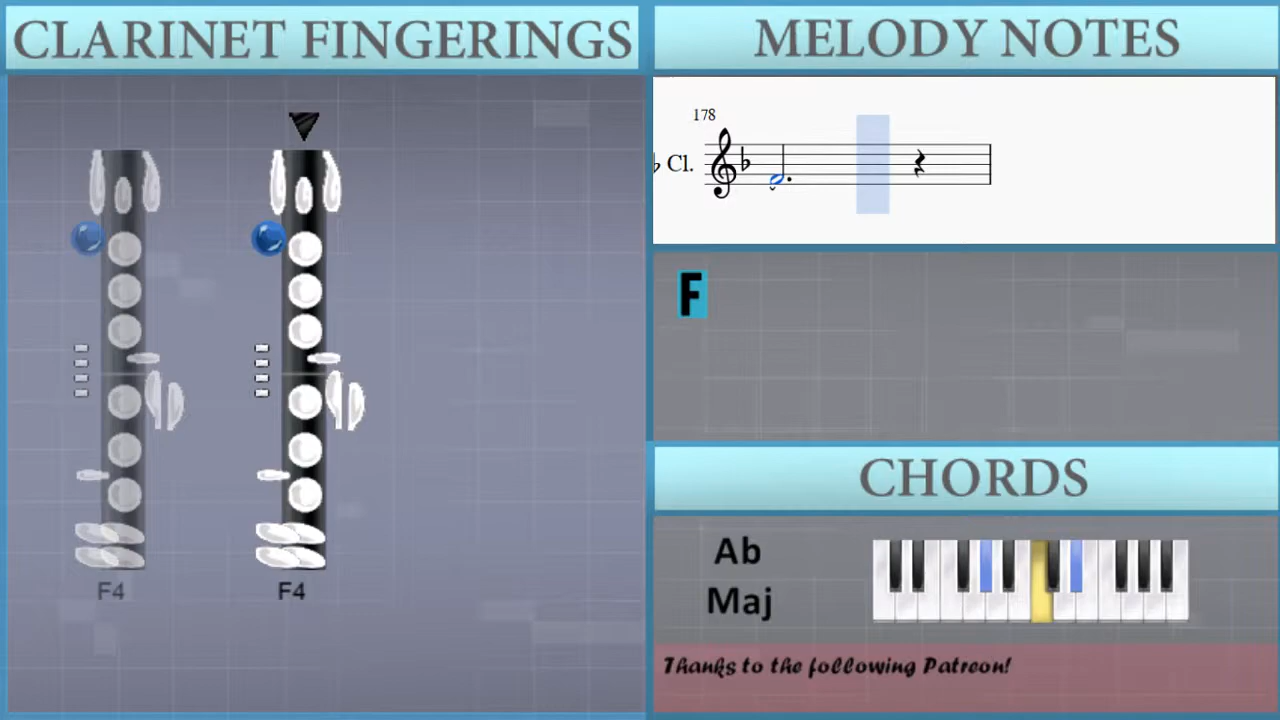 CLARINET FINGERINGS
MELODY NOTES
178
♭ Cl.
F
CHORDS
Ab
Maj
F4
F4
Thanks to the following Patreon!